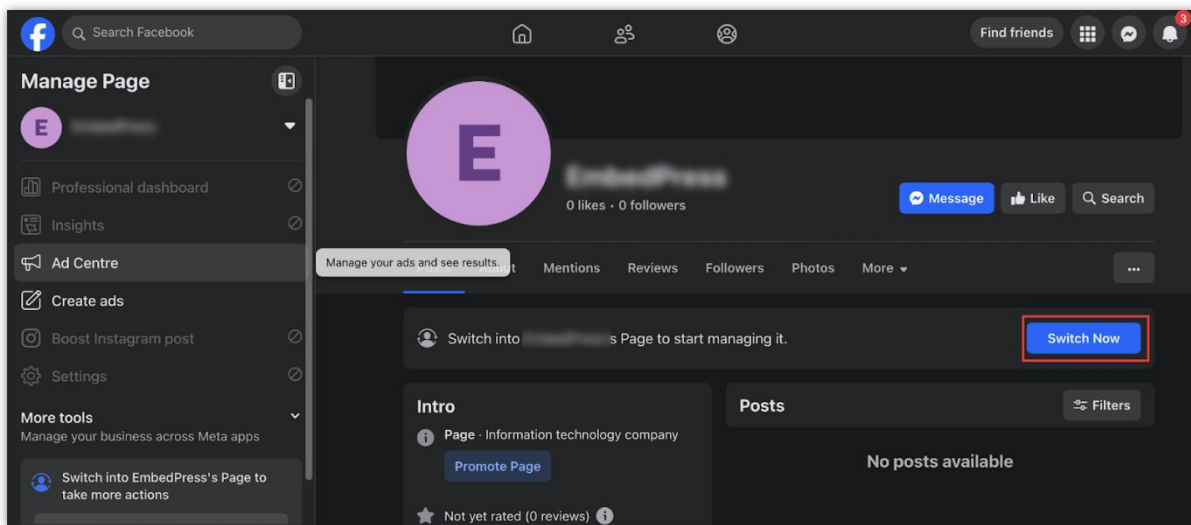 Search Facebook
Find friends
3
Manage Page
E
Professional dashboard
Insights
Ad Centre
Manage your ads and see results.
Create ads
Boost Instagram post
Settings
More tools
Manage your business across Meta apps
Switch into EmbedPress's Page to
take more actions
E
EmbedPress
0 likes · 0 followers
Message
Like
Search
Mentions
Reviews
Followers
Photos
More
Switch into
s Page to start managing it.
Switch Now
Intro
Page · Information technology company
Promote Page
Not yet rated (0 reviews)
Posts
Filters
No posts available